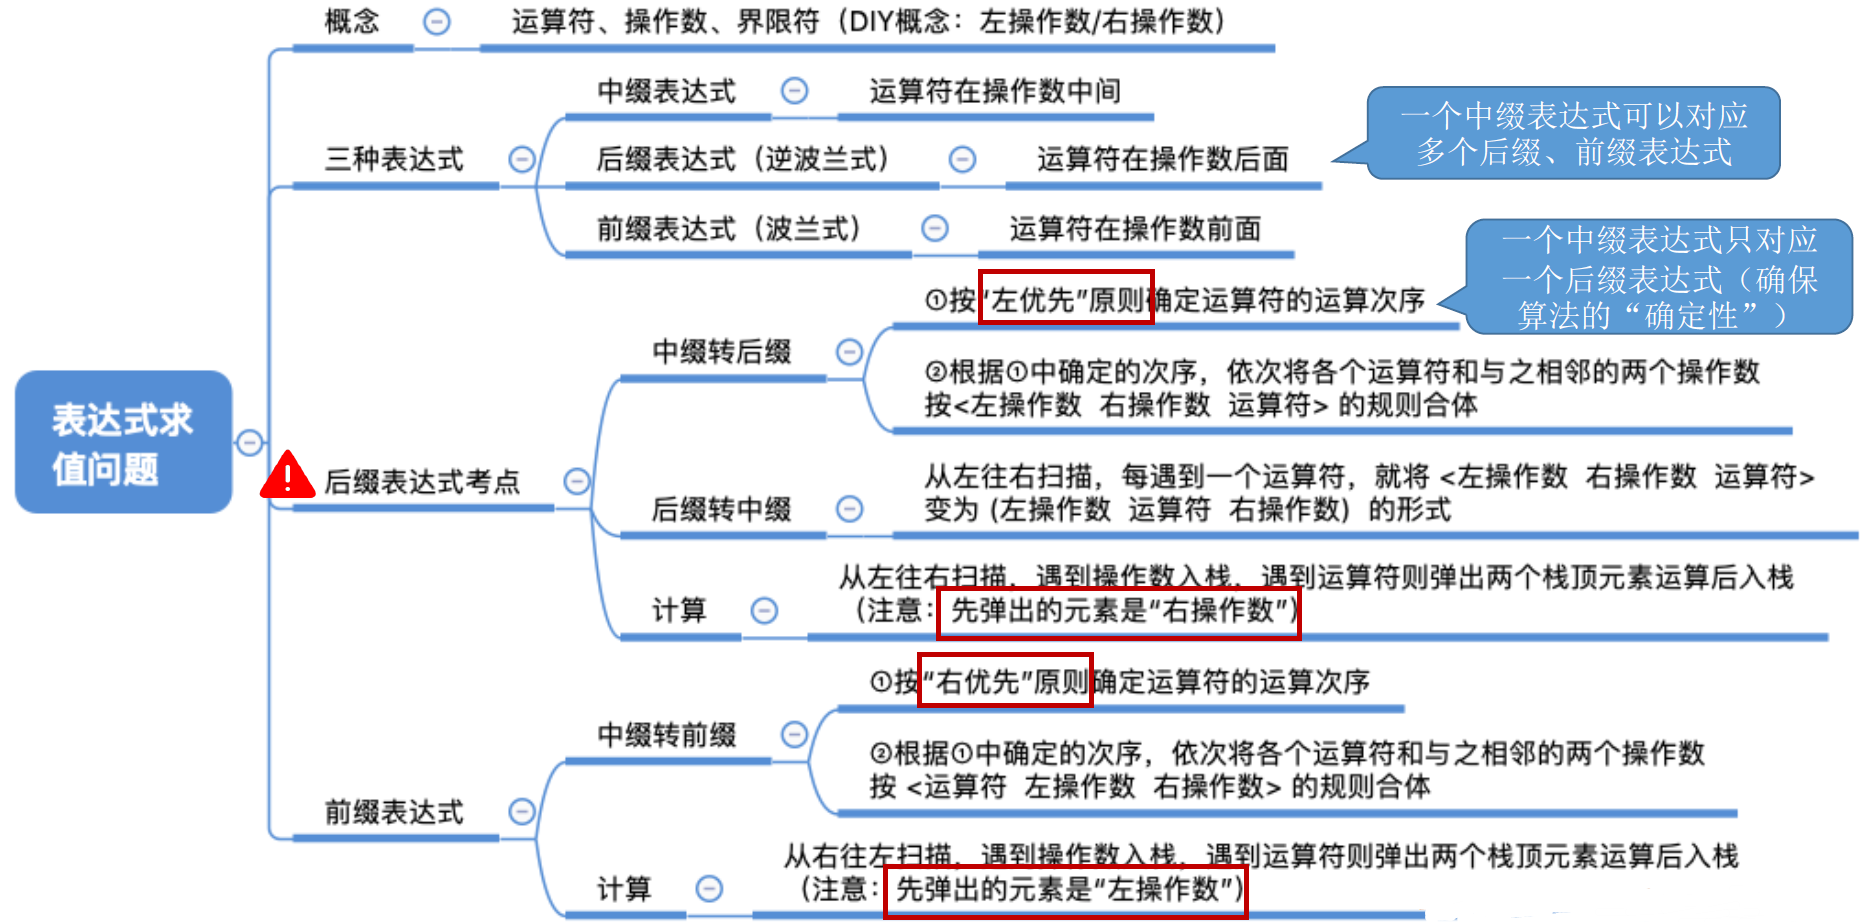 概念
运算符、操作数、界限符（DIY概念：左操作数/右操作数）
中缀表达式
运算符在操作数中间
一个中缀表达式可以对应
多个后缀、前缀表达式
三种表达式
后缀表达式（逆波兰式）
运算符在操作数后面
前缀表达式（波兰式）
运算符在操作数前面
一个中缀表达式只对应
一个后缀表达式（确保
算法的“确定性”）
①按“左优先”原则确定运算符的运算次序
中缀转后缀
②根据①中确定的次序，依次将各个运算符和与之相邻的两个操作数
按<左操作数 右操作数 运算符> 的规则合体
表达式求
值问题
后缀表达式考点
从左往右扫描，每遇到一个运算符，就将 <左操作数 右操作数 运算符>
变为 (左操作数 运算符 右操作数) 的形式
后缀转中缀
从左往右扫描，遇到操作数入栈，遇到运算符则弹出两个栈顶元素运算后入栈
（注意：先弹出的元素是“右操作数”）
计算
①按“右优先”原则确定运算符的运算次序
中缀转前缀
②根据①中确定的次序，依次将各个运算符和与之相邻的两个操作数
按 <运算符 左操作数 右操作数> 的规则合体
前缀表达式
从右往左扫描，遇到操作数入栈，遇到运算符则弹出两个栈顶元素运算后入栈
（注意：先弹出的元素是“左操作数”）
计算